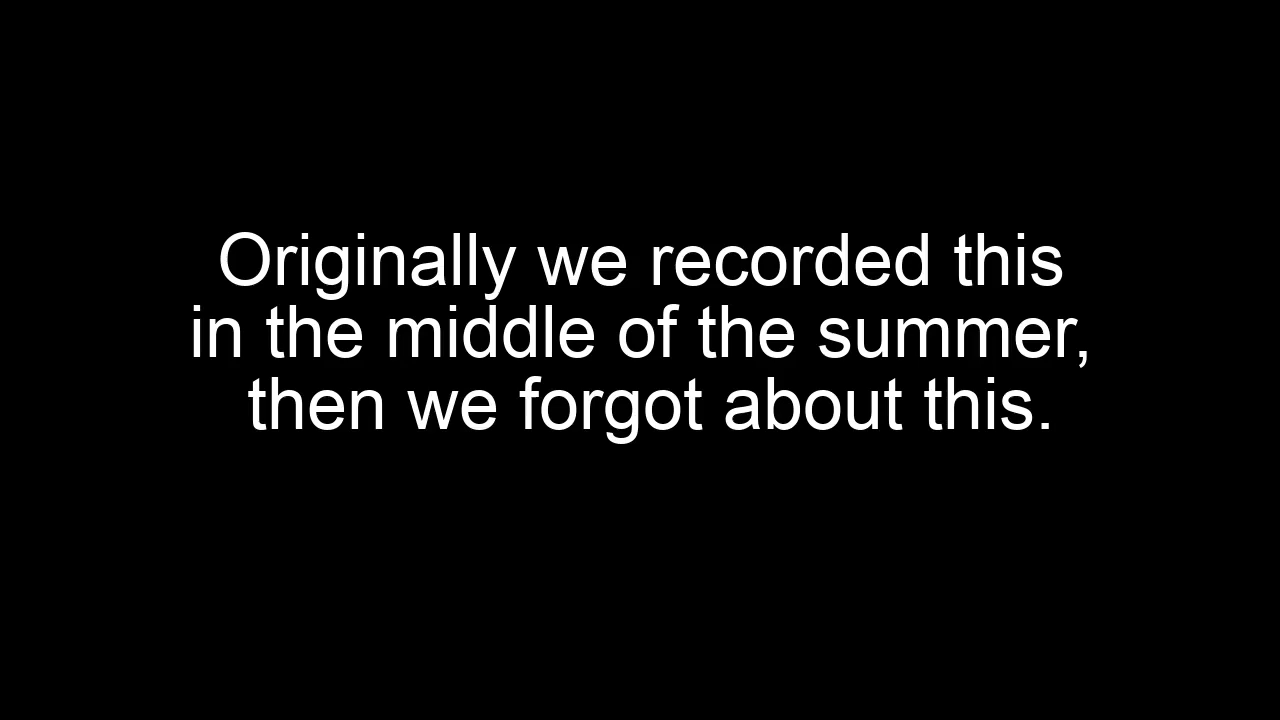 Originally we recorded this
in the middle of the summer,
then we forgot about this.